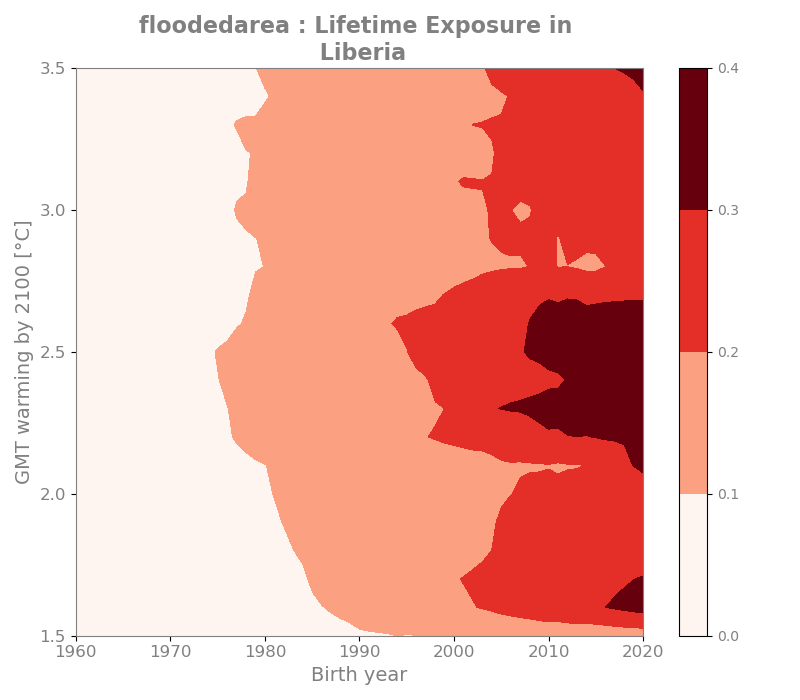 floodedarea : Lifetime Exposure in
Liberia
3.5
3.0
2.5
2.0
1.5
GMT warming by 2100 [°C]
1960 1970 1980 1990 2000 2010 2020
Birth year
0.4
0.3
0.2
0.1
0.0